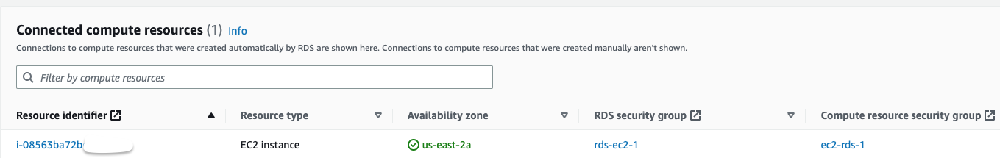 Connected compute resources (1) Info
Connections to compute resources that were created automatically by RDS are shown here. Connections to compute resources that were created manually aren't shown.
Filter by compute resources
Resource identifier Resource type Availability zone RDS security group Compute resource security group
i-08563ba72b EC2 instance us-east-2a rds-ec2-1 ec2-rds-1